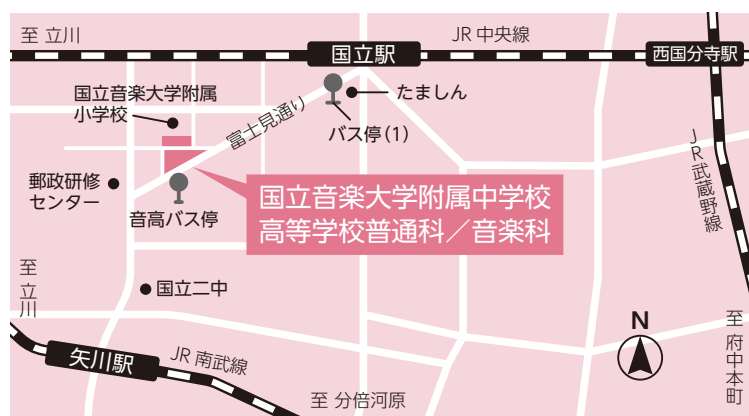 至 立川
国立駅
JR 中央線
西国分寺駅
国立音楽大学附属
小学校
富士見通り
たましん
バス停(1)
JR武蔵野線
郵政研修
センター
音高バス停
国立音楽大学附属中学校
高等学校普通科／音楽科
至 立川
国立二中
N
至 府中本町
矢川駅
JR 南武線
至 分倍河原